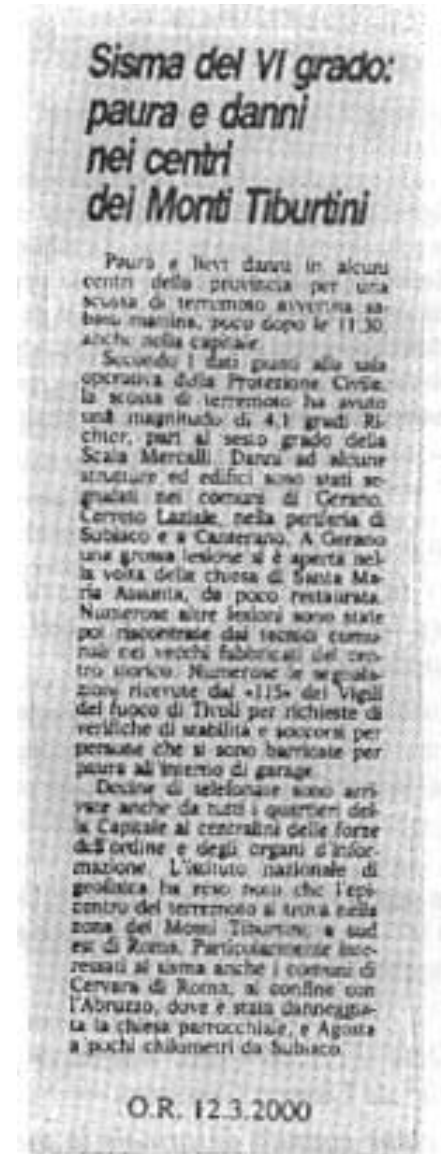 Sisma del VI grado:
paura e danni
nei centri
dei Monti Tiburtini
Paura e lievi danni in alcuni
centri della provincia per una
scossa di terremoto avvertita sa-
bato mattina, poco dopo le 11.30,
anche nella capitale.
Secondo i dati giunti alla sala
operativa della Protezione Civile,
la scossa di terremoto ha avuto
una magnitudo di 4,1 gradi Ri-
chter, pari al sesto grado della
Scala Mercalli. Danni ad alcune
strutture ed edifici sono stati se-
gnalati nei comuni di Gerano,
Cerreto Laziale, nella periferia di
Subiaco e a Canterano. A Gerano
una grossa lesione si è aperta nel-
la volta della chiesa di Santa Ma-
ria Assunta, da poco restaurata.
Numerose altre lesioni sono state
poi riscontrate dai tecnici comu-
nali nei vecchi fabbricati del cen-
tro storico. Numerose le segnala-
zioni ricevute dal «115» dei Vigili
del fuoco di Tivoli per richieste di
verifiche di stabilità e soccorsi per
persone che si sono barricate per
paura all'interno di garage.
Decine di telefonate sono arri-
vate anche da tutti i quartieri del-
la Capitale ai centralini delle forze
dell'ordine e degli organi d'infor-
mazione. L'istituto nazionale di
geofisica ha reso noto che l'epi-
centro del terremoto si trova nella
zona dei Monti Tiburtini, a sud
est di Roma. Particolarmente inte-
ressati al sisma anche i comuni di
Cervara di Roma, al confine con
l'Abruzzo, dove è stata danneggia-
ta la chiesa parrocchiale, e Agosta
a pochi chilometri da Subiaco.
O.R. 12.3.2000